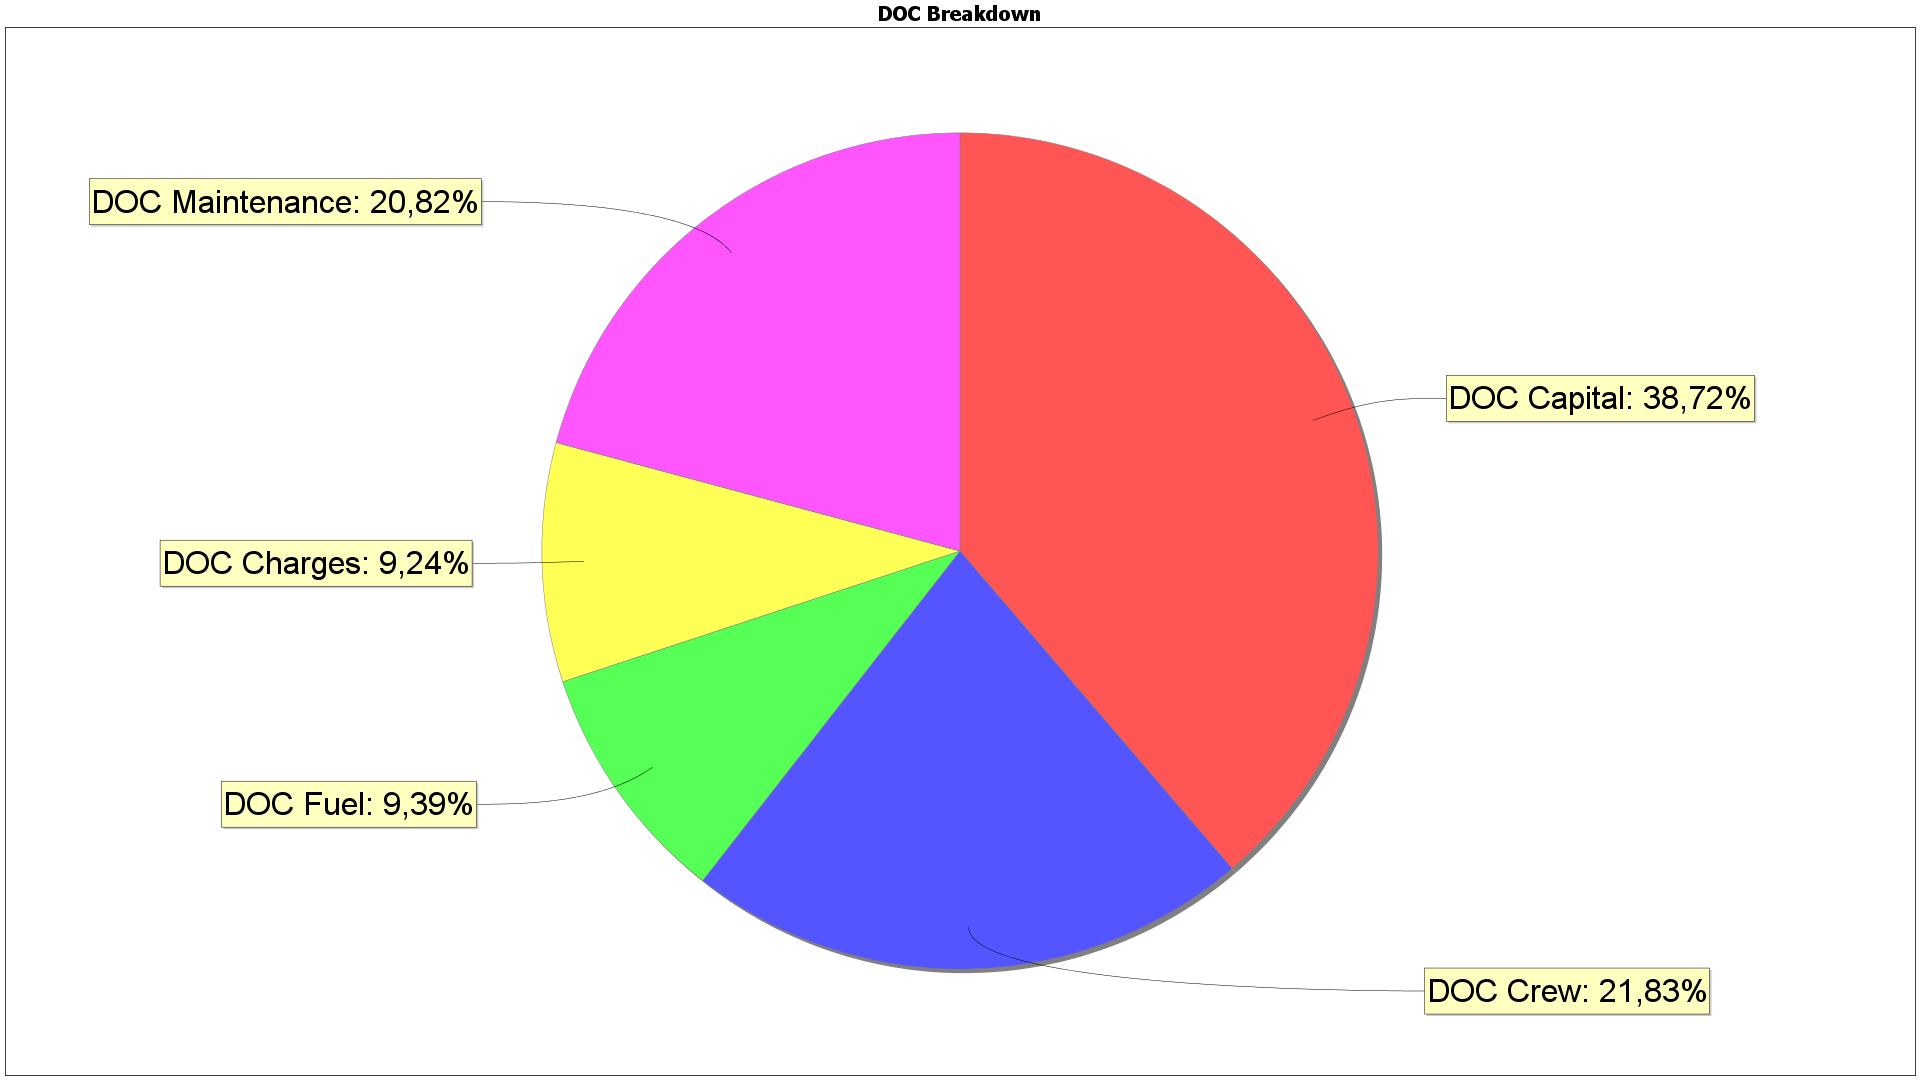 DOC Breakdown
DOC Maintenance: 20,82%
DOC Capital: 38,72%
DOC Charges: 9,24%
DOC Fuel: 9,39%
DOC Crew: 21,83%